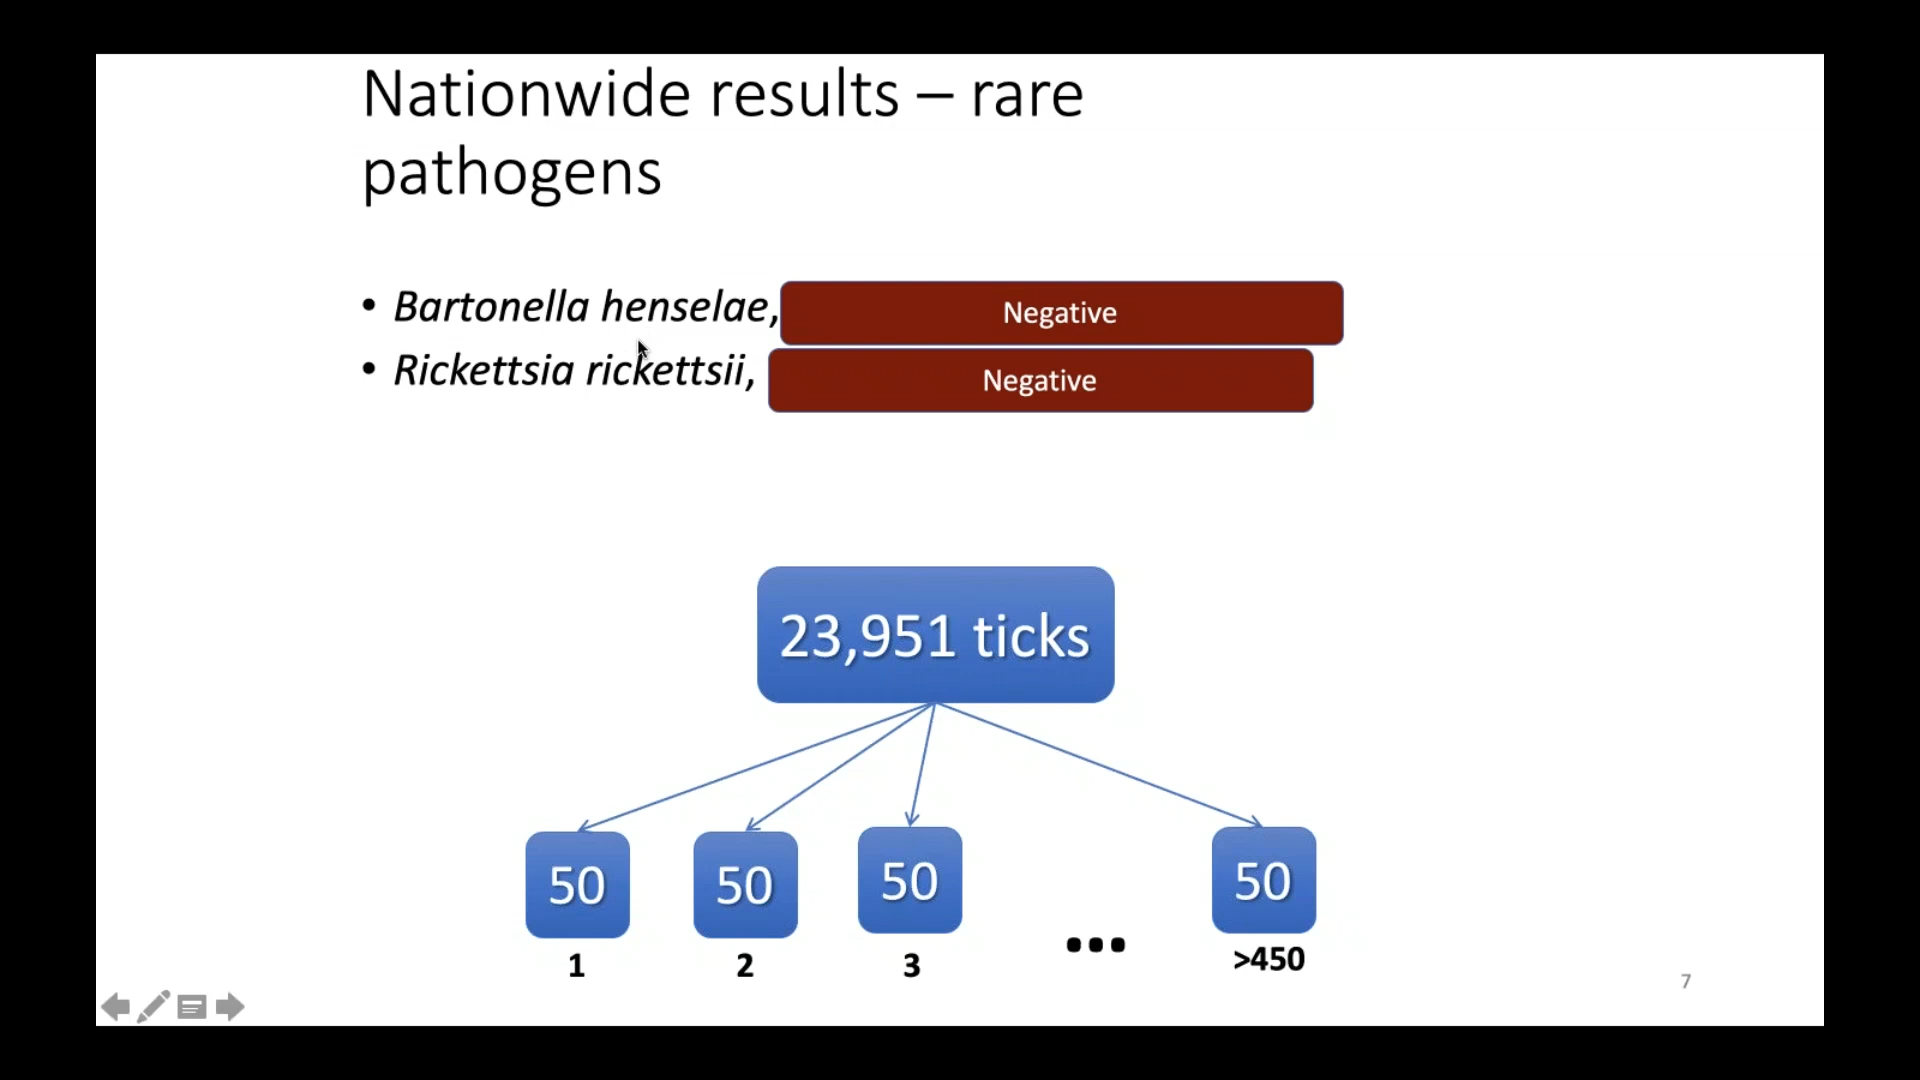 Nationwide results – rare
pathogens
• Bartonella henselae, Negative
• Rickettsia rickettsii, Negative
23,951 ticks
50 50 50 50
1 2 3 ... >450
7